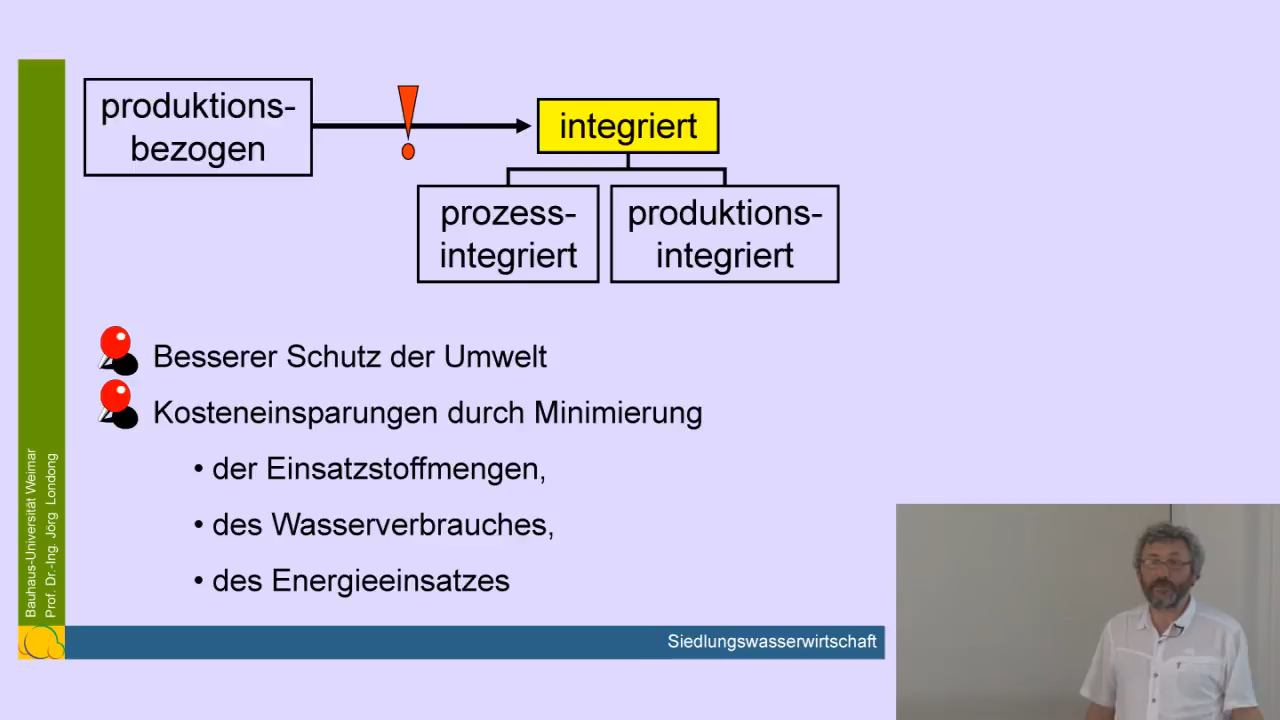 produktions-
bezogen
integriert
prozess-
integriert
produktions-
integriert
Besserer Schutz der Umwelt
Kosteneinsparungen durch Minimierung
• der Einsatzstoffmengen,
• des Wasserverbrauches,
• des Energieeinsatzes
Bauhaus-Universität Weimar
Prof. Dr.-Ing. Jörg Londong
Siedlungswasserwirtschaft